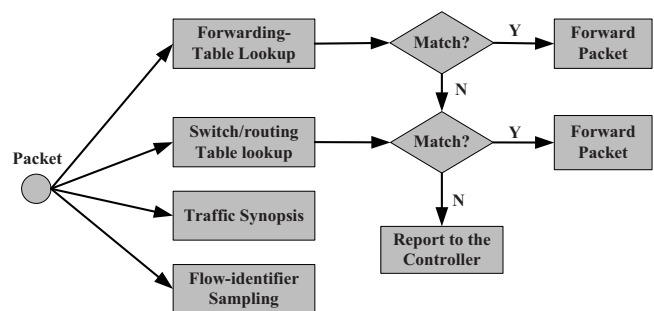 Forwarding-
Table Lookup
Match?
Y
Forward
Packet
N
Packet
Switch/routing
Table lookup
Match?
Y
Forward
Packet
N
Traffic Synopsis
Report to the
Controller
Flow-identifier
Sampling